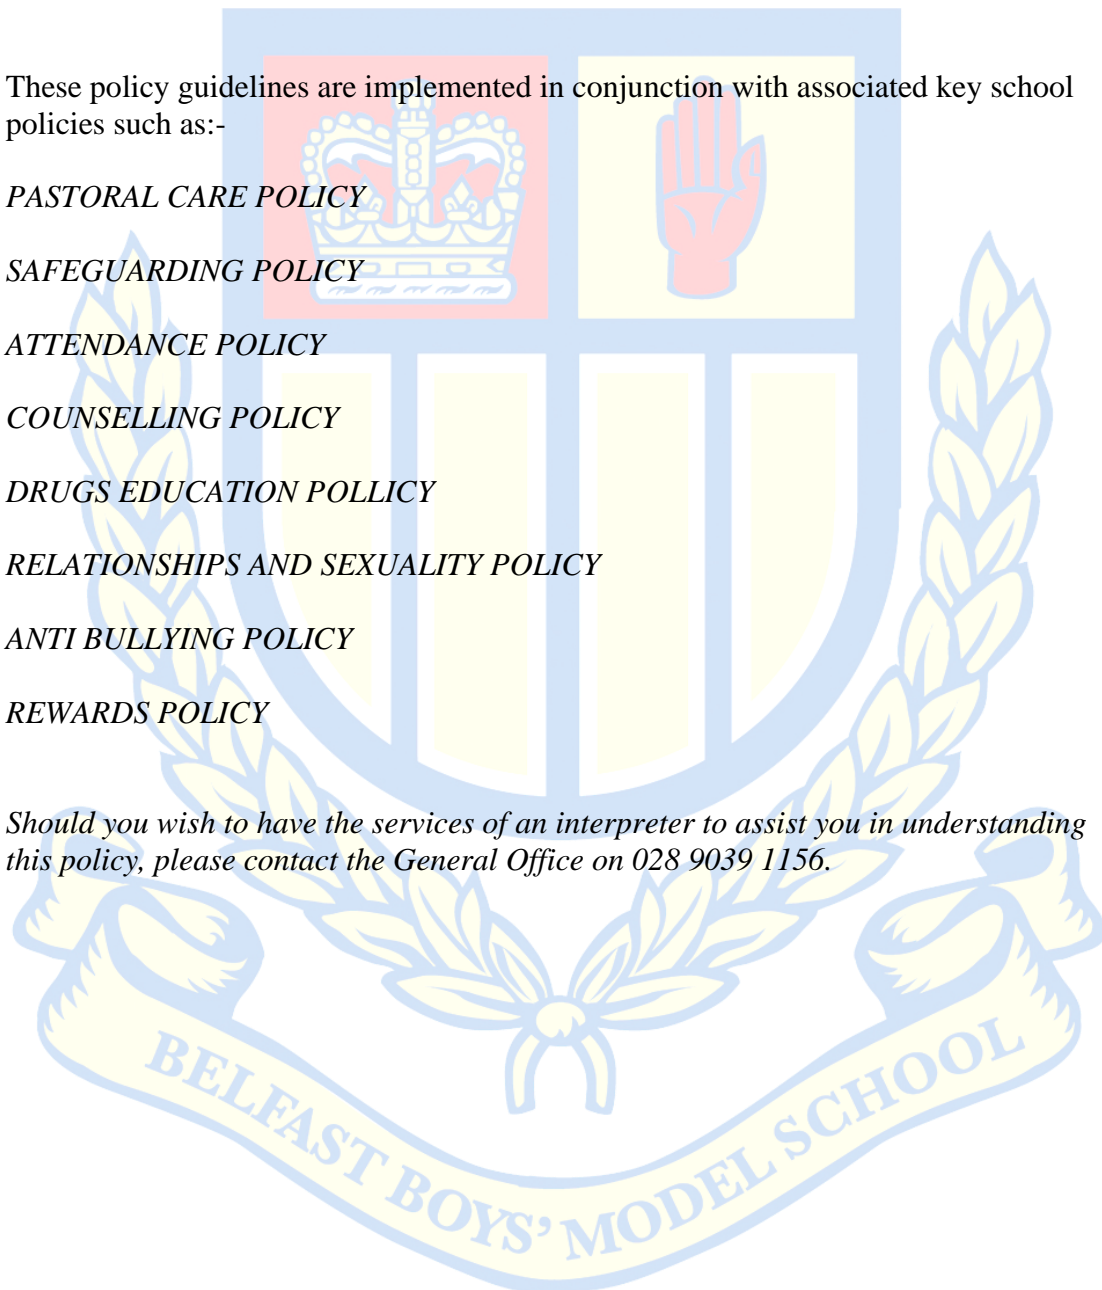 These policy guidelines are implemented in conjunction with associated key school
policies such as:-
PASTORAL CARE POLICY
SAFEGUARDING POLICY
ATTENDANCE POLICY
COUNSELLING POLICY
DRUGS EDUCATION POLLICY
RELATIONSHIPS AND SEXUALITY POLICY
ANTI BULLYING POLICY
REWARDS POLICY
Should you wish to have the services of an interpreter to assist you in understanding
this policy, please contact the General Office on 028 9039 1156.
BELFAST BOYS' MODEL SCHOOL